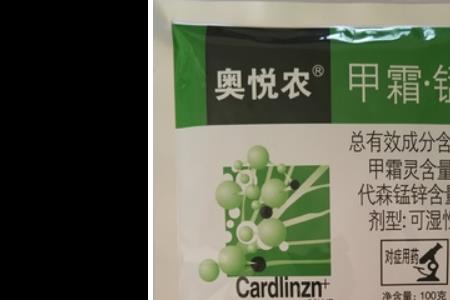 奥悦农®
甲霜·锰
总有效成分含
甲霜灵含量
代森锰锌含量
剂型:可湿性
对症用药
Cardlinzn+
净含量:100克